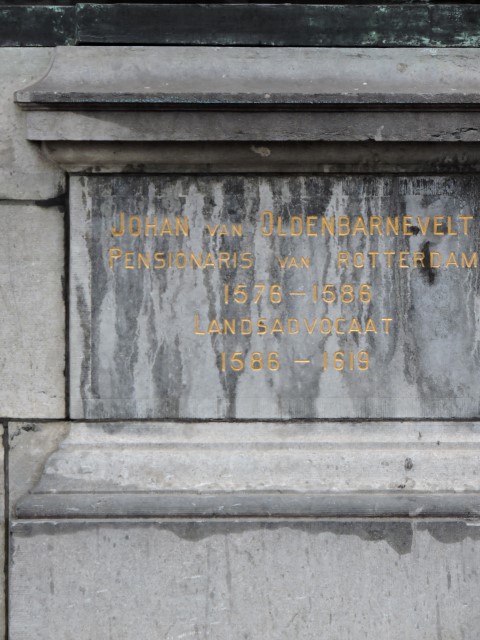 JOHAN VAN OLDENBARNEVELT
PENSIONARIS VAN ROTTERDAM
1576-1586
LANDSADVOCAAT
1586-1619